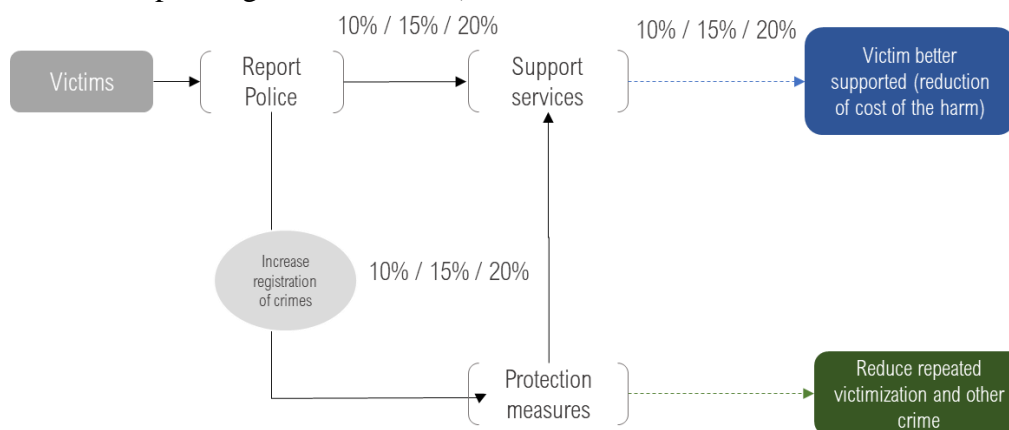 10% / 15% / 20%
10% / 15% / 20%
Victims
Report
Police
Support
services
Victim better
supported (reduction
of cost of the harm)
Increase
registration
of crimes
10% / 15% / 20%
Protection
measures
Reduce repeated
victimization and other
crime